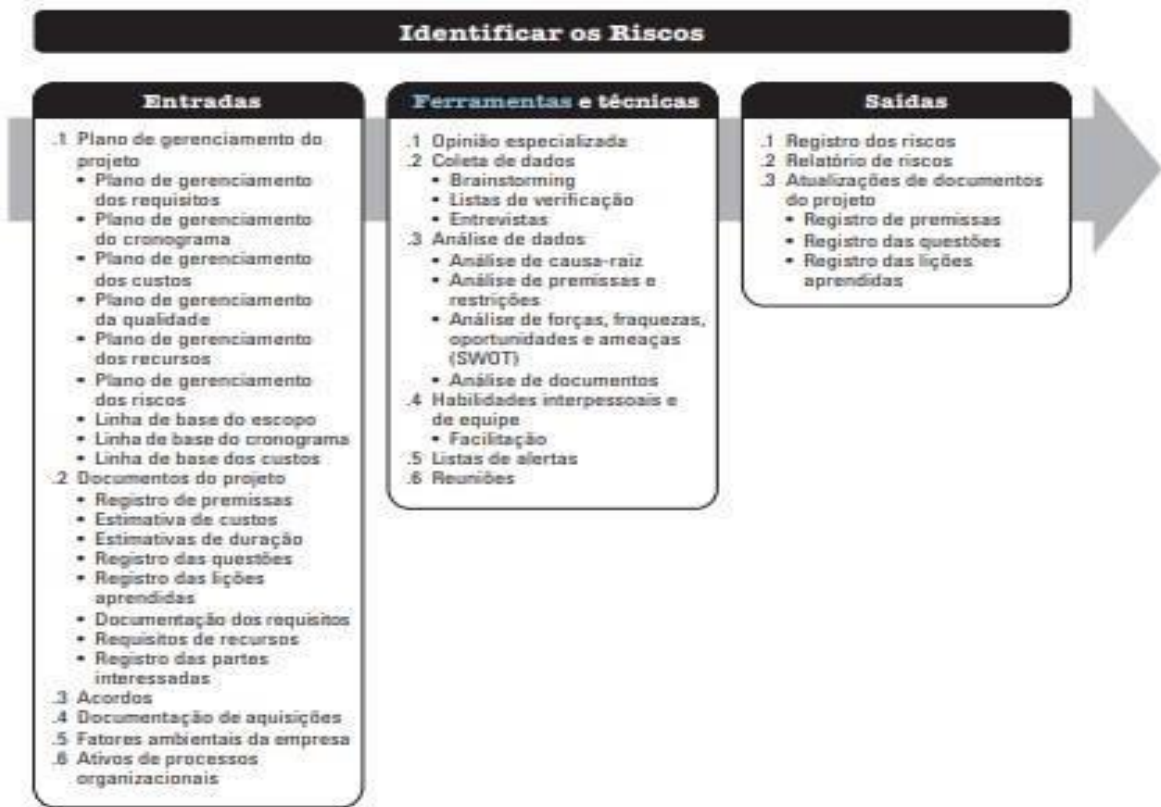 Identificar os Riscos
Entradas
.1 Plano de gerenciamento do
projeto
• Plano de gerenciamento
dos requisitos
• Plano de gerenciamento
do cronograma
• Plano de gerenciamento
dos custos
• Plano de gerenciamento
da qualidade
• Plano de gerenciamento
dos recursos
• Plano de gerenciamento
dos riscos
• Linha de base do escopo
• Linha de base do cronograma
• Linha de base dos custos
.2 Documentos do projeto
• Registro de premissas
• Estimativa de custos
• Estimativas de duração
• Registro das questões
• Registro das lições
aprendidas
• Documentação dos requisitos
• Requisitos de recursos
• Registro das partes
interessadas
.3 Acordos
.4 Documentação de aquisições
.5 Fatores ambientais da empresa
.6 Ativos de processos
organizacionais
Ferramentas e técnicas
.1 Opinião especializada
.2 Coleta de dados
• Brainstorming
• Listas de verificação
• Entrevistas
.3 Análise de dados
• Análise de causa-raiz
• Análise de premissas e
restrições
• Análise de forças, fraquezas,
oportunidades e ameaças
(SWOT)
• Análise de documentos
.4 Habilidades interpessoais e
de equipe
• Facilitação
.5 Listas de alertas
.6 Reuniões
Saídas
.1 Registro dos riscos
.2 Relatório de riscos
.3 Atualizações de documentos
do projeto
• Registro de premissas
• Registro das questões
• Registro das lições
aprendidas